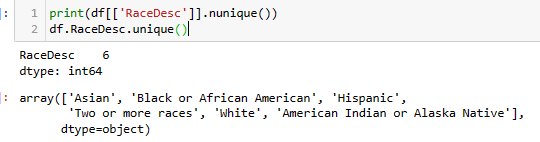 ]: 1 print(df[['RaceDesc']].nunique())
2 df.RaceDesc.unique()
RaceDesc    6
dtype: int64
]: array(['Asian', 'Black or African American', 'Hispanic',
'Two or more races', 'White', 'American Indian or Alaska Native'],
dtype=object)